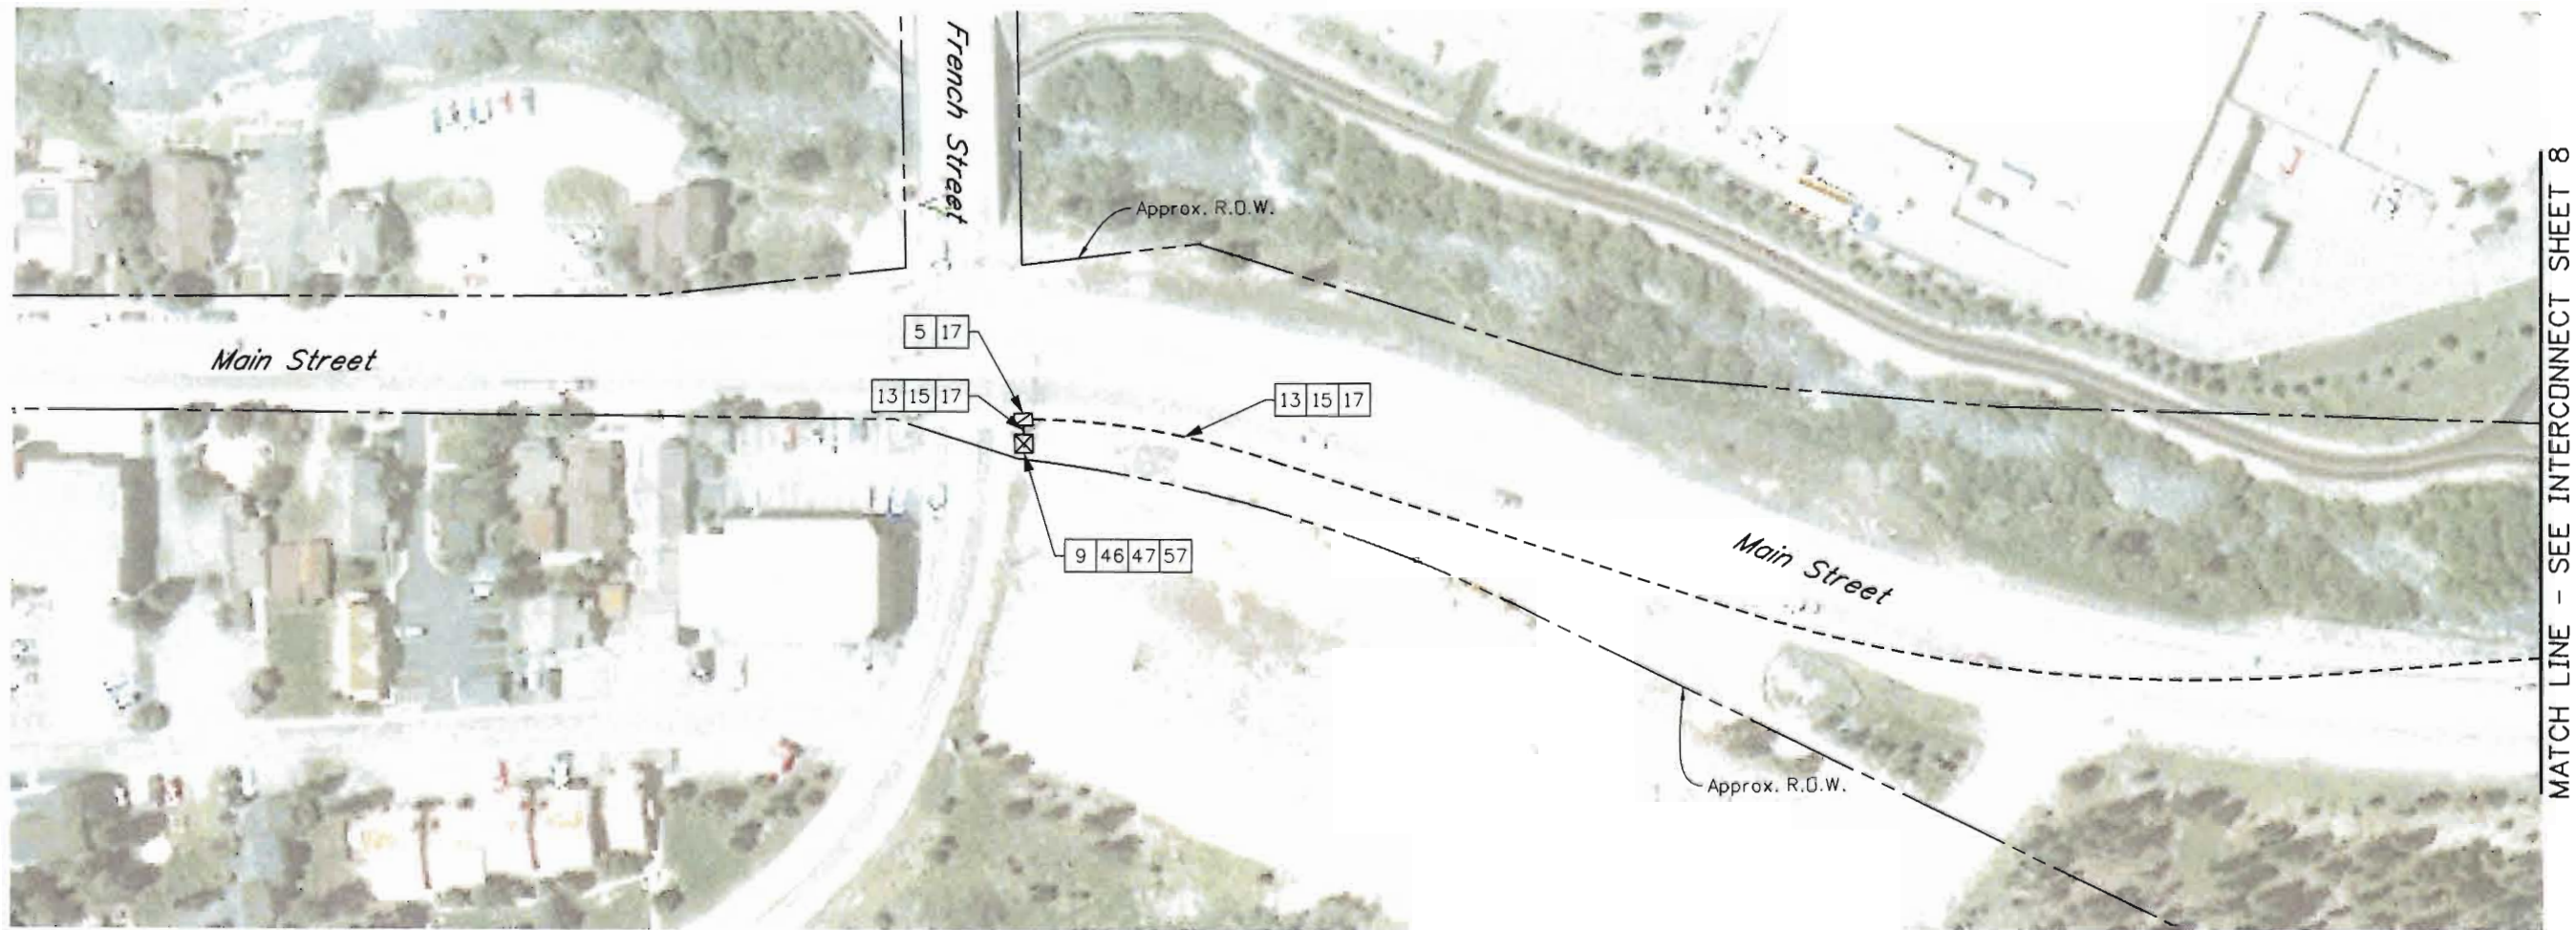 French Street
Approx. R.O.W.
5 17
Main Street
13 15 17
13 15 17
9 46 47 57
Main Street
Approx. R.O.W.
MATCH LINE - SEE INTERCONNECT SHEET 8